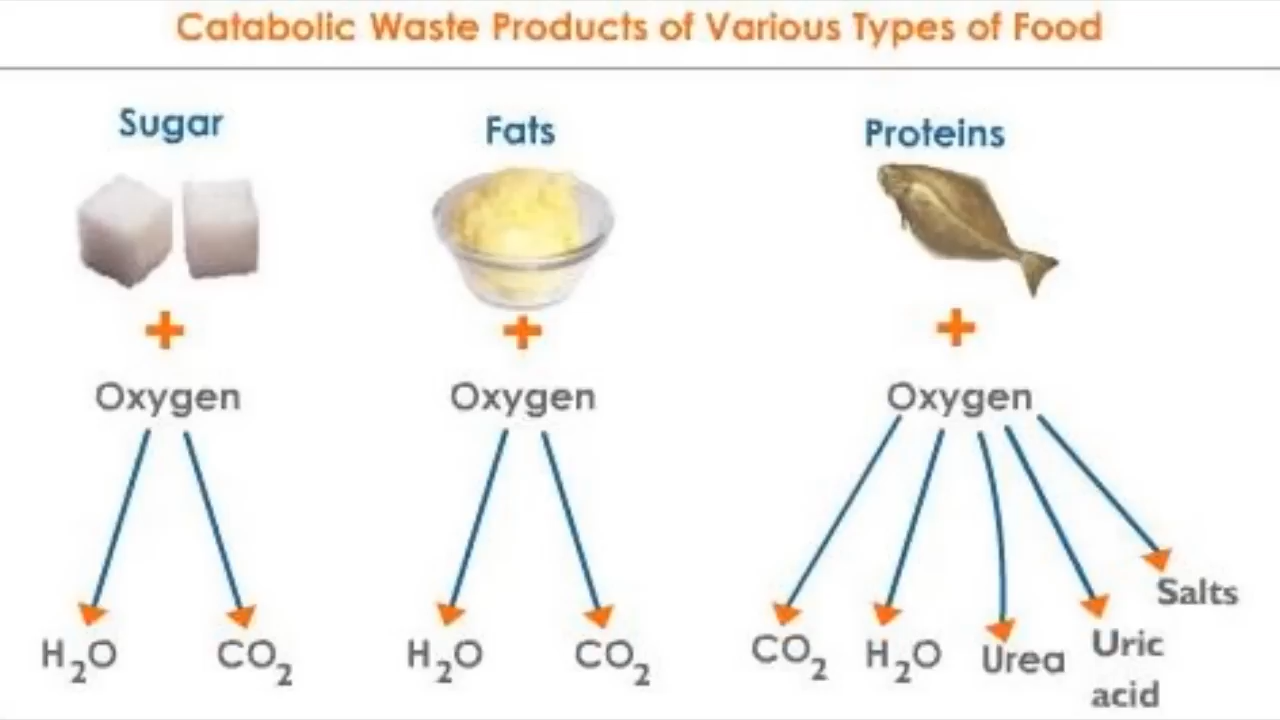 Catabolic Waste Products of Various Types of Food
Sugar
Fats
Proteins
+
+
+
Oxygen
Oxygen
Oxygen
H₂O
CO₂
H₂O
CO₂
CO₂
H₂O
Urea
Uric
acid
Salts